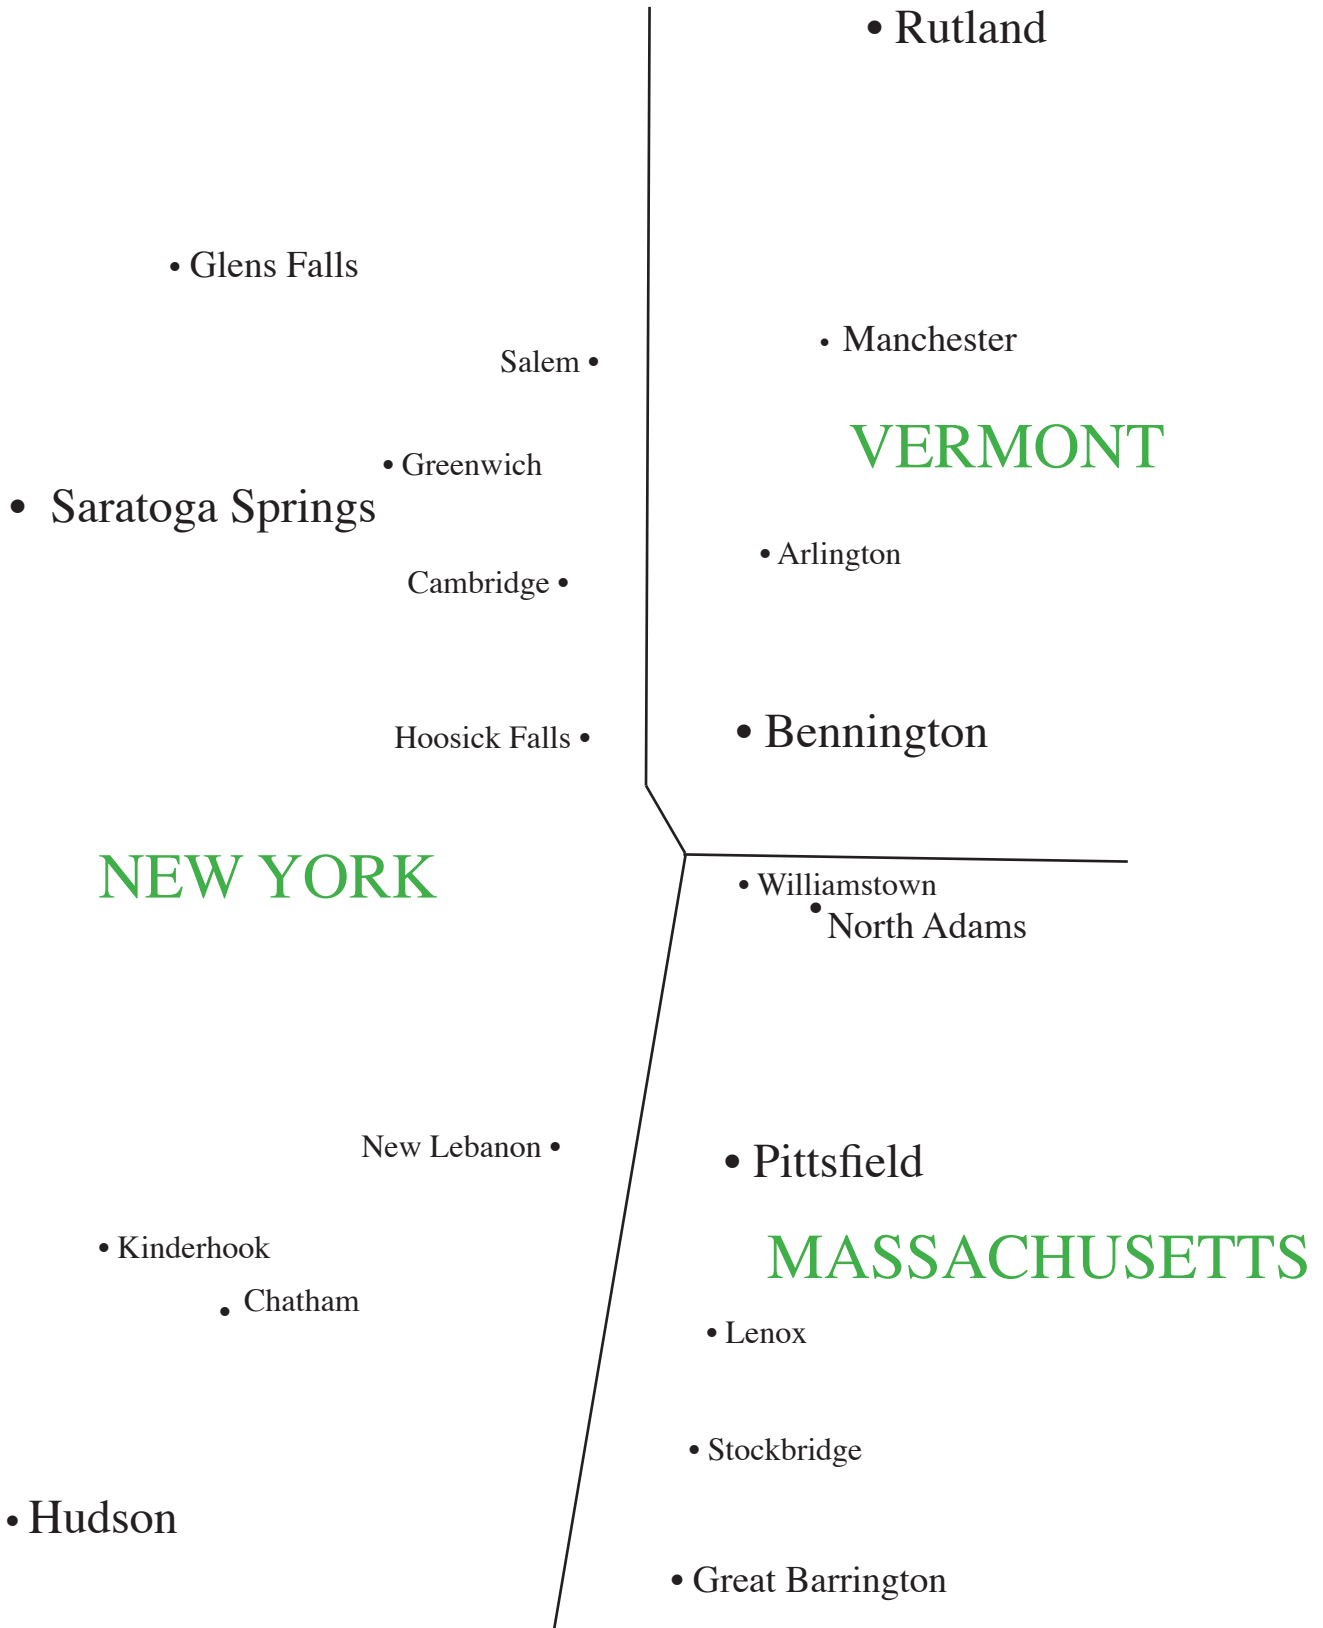 • Rutland
• Glens Falls
• Manchester
Salem •
VERMONT
• Greenwich
• Saratoga Springs
• Arlington
Cambridge •
• Bennington
Hoosick Falls •
NEW YORK
• Williamstown
• North Adams
New Lebanon •
• Pittsfield
• Kinderhook
MASSACHUSETTS
• Chatham
• Lenox
• Stockbridge
• Hudson
• Great Barrington